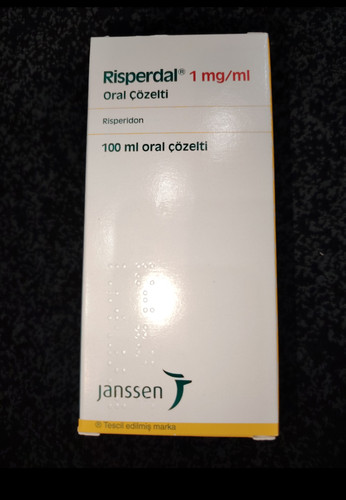 Risperdal® 1 mg/ml
Oral Çözelti
Risperidon
100 ml oral çözelti
janssen
® Tescil edilmiş marka